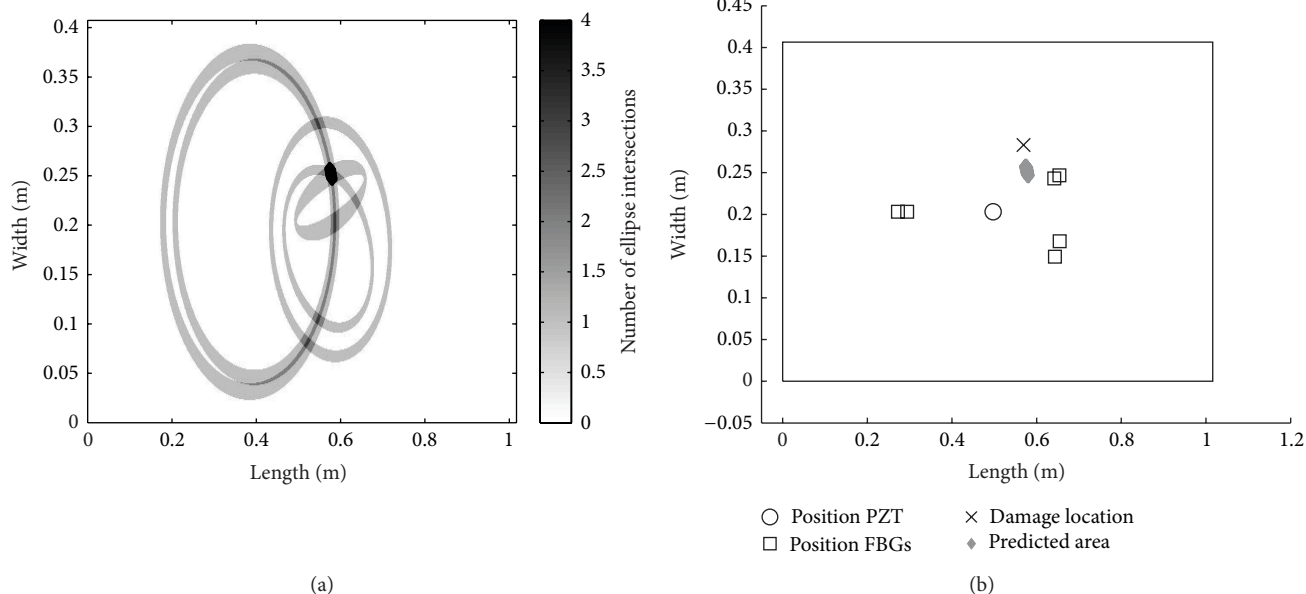 0.4
0.35
0.3
0.25
0.2
0.15
0.1
0.05
0
Width (m)
0 0.2 0.4 0.6 0.8 1
Length (m)
4
3.5
3
2.5
2
1.5
1
0.5
0
Number of ellipse intersections
(a)
0.45
0.4
0.35
0.3
0.25
0.2
0.15
0.1
0.05
0
−0.05
Width (m)
0 0.2 0.4 0.6 0.8 1 1.2
Length (m)
Position PZT
Damage location
Position FBGs
Predicted area
(b)